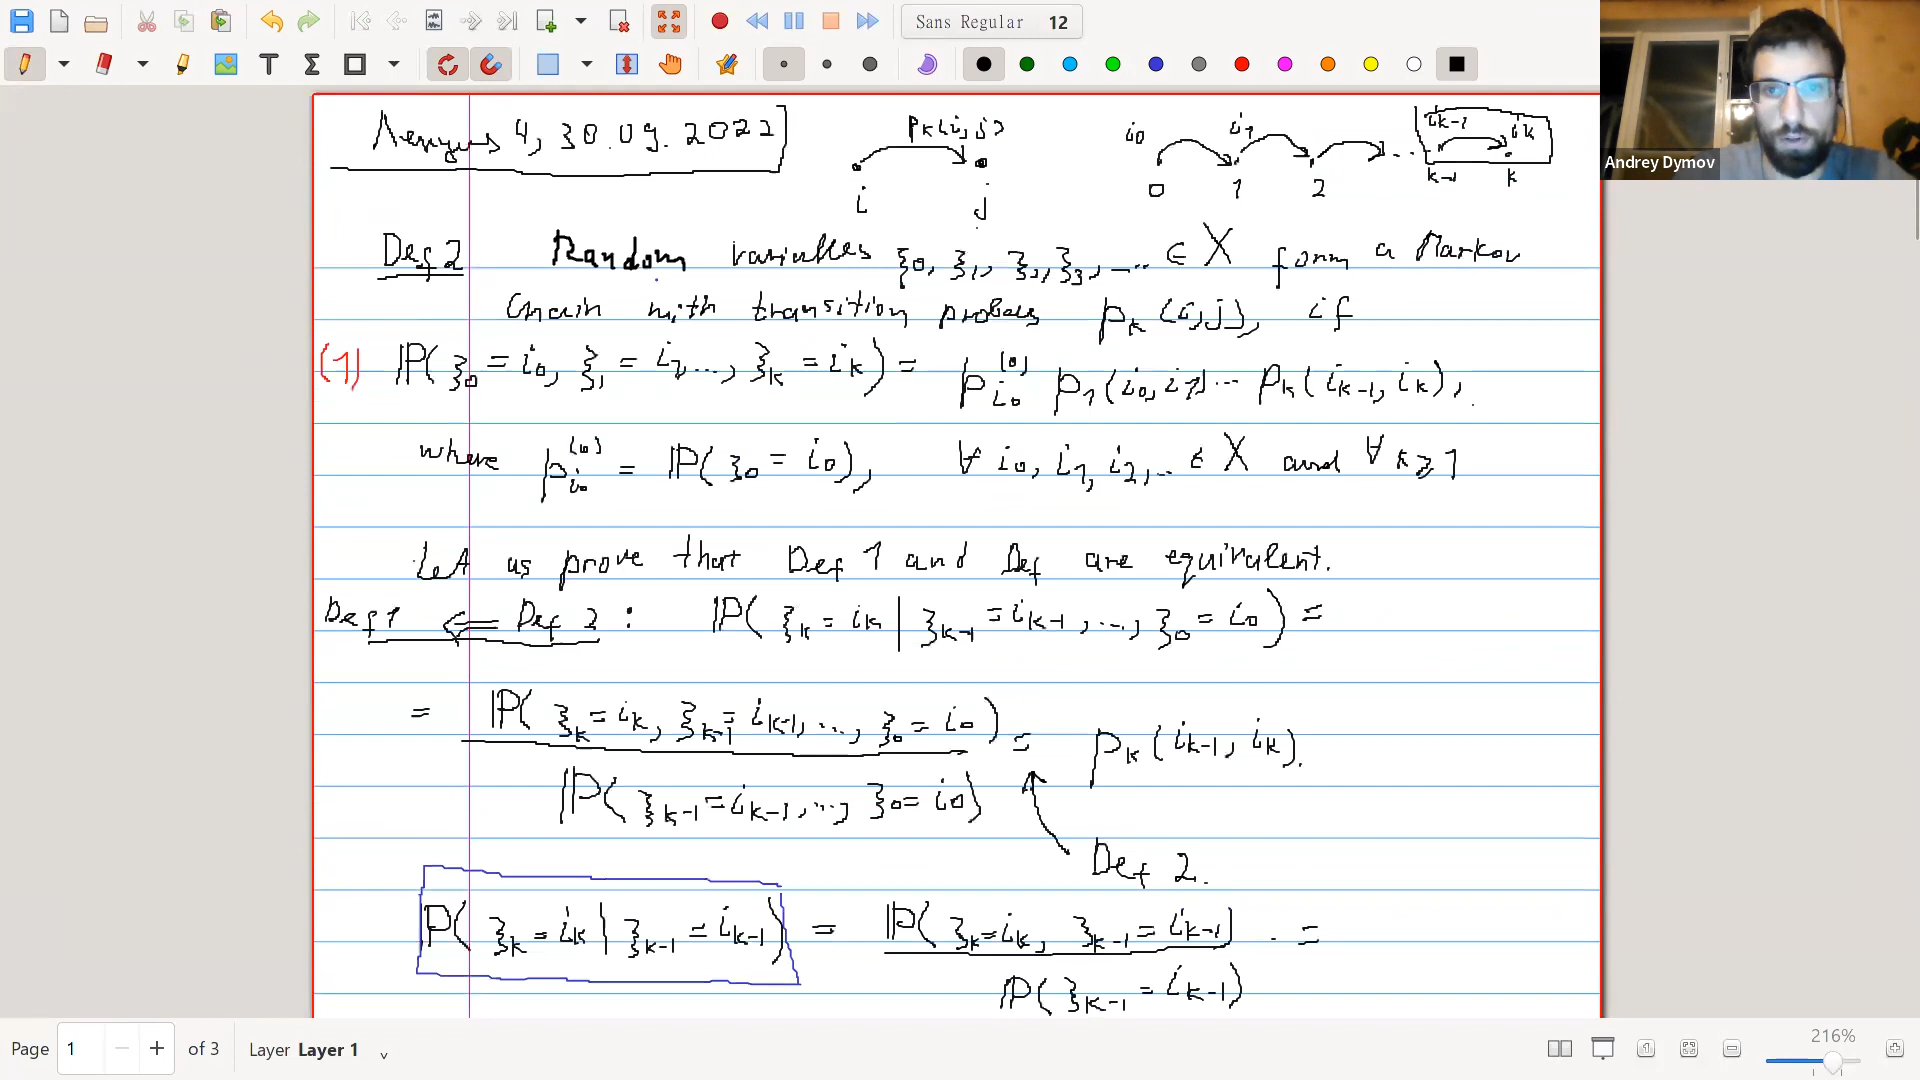 Sans Regular 12
Andrey Dymov
4, 30.09.2022
p_k(i,j)
i j
i_0 i_1 i_{k-1} i_k
0 1 2 ... k-1 k
Def 2 Random variables ξ_0, ξ_1, ξ_2, ξ_3, ... ∈ X form a Markov
chain with transition probabs p_k(i,j), if
(1) P(ξ_0 = i_0, ξ_1 = i_1, ..., ξ_k = i_k) = p_{i_0}^{(0)} p_1(i_0, i_1) ... p_k(i_{k-1}, i_k),
where p_{i_0}^{(0)} = P(ξ_0 = i_0), ∀ i_0, i_1, i_2, .. ∈ X and ∀ k ≥ 1
Let us prove that Def 1 and Def are equivalent.
Def 1 ⇐ Def 2 : P(ξ_k = i_k | ξ_{k-1} = i_{k-1}, ..., ξ_0 = i_0) =
= P(ξ_k = i_k, ξ_{k-1} = i_{k-1}, ..., ξ_0 = i_0) = p_k(i_{k-1}, i_k).
P(ξ_{k-1} = i_{k-1}, ..., ξ_0 = i_0)
Def 2.
P(ξ_k = i_k | ξ_{k-1} = i_{k-1}) = P(ξ_k = i_k, ξ_{k-1} = i_{k-1}) =
P(ξ_{k-1} = i_{k-1})
Page 1 of 3 Layer Layer 1 216%